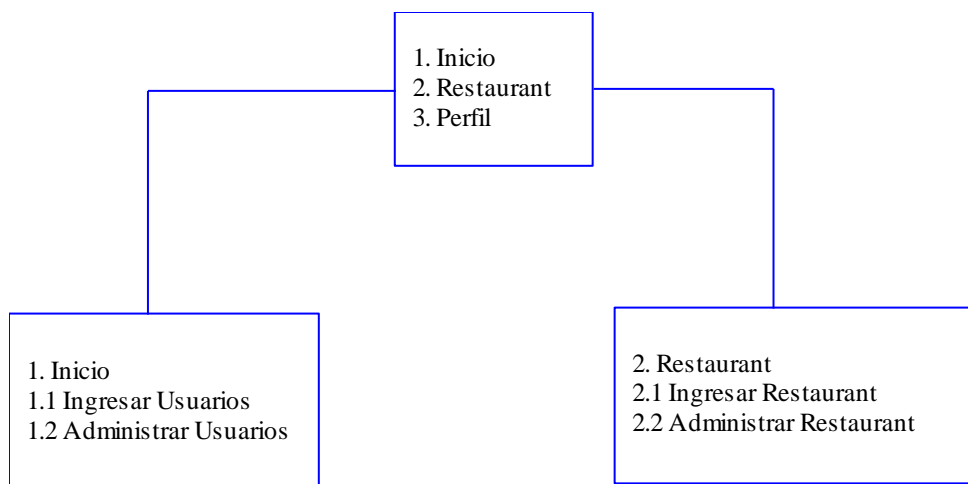 1. Inicio
2. Restaurant
3. Perfil
1. Inicio
1.1 Ingresar Usuarios
1.2 Administrar Usuarios
2. Restaurant
2.1 Ingresar Restaurant
2.2 Administrar Restaurant